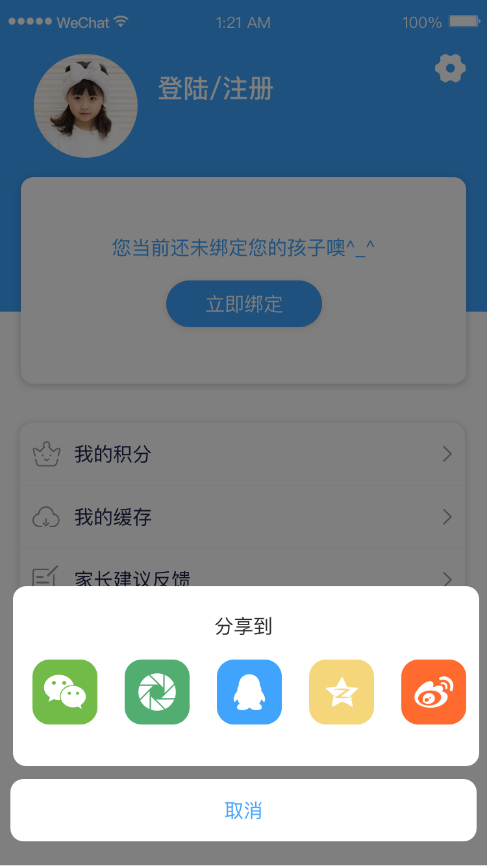 WeChat 1:21 AM 100%
登陆/注册
您当前还未绑定您的孩子噢^_^
立即绑定
我的积分
我的缓存
家长建议反馈
分享到
取消